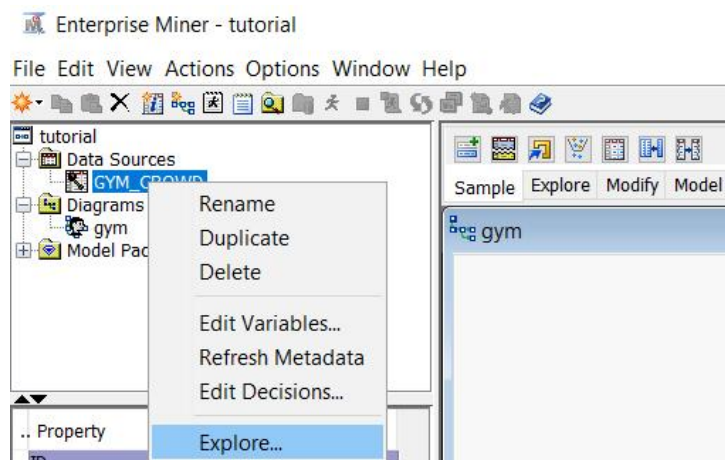 Enterprise Miner - tutorial
File Edit View Actions Options Window Help
tutorial
Data Sources
GYM_CROWD
Diagrams
gym
Model Pac
Rename
Duplicate
Delete
Edit Variables...
Refresh Metadata
Edit Decisions...
Explore...
.. Property
Sample Explore Modify Model
gym